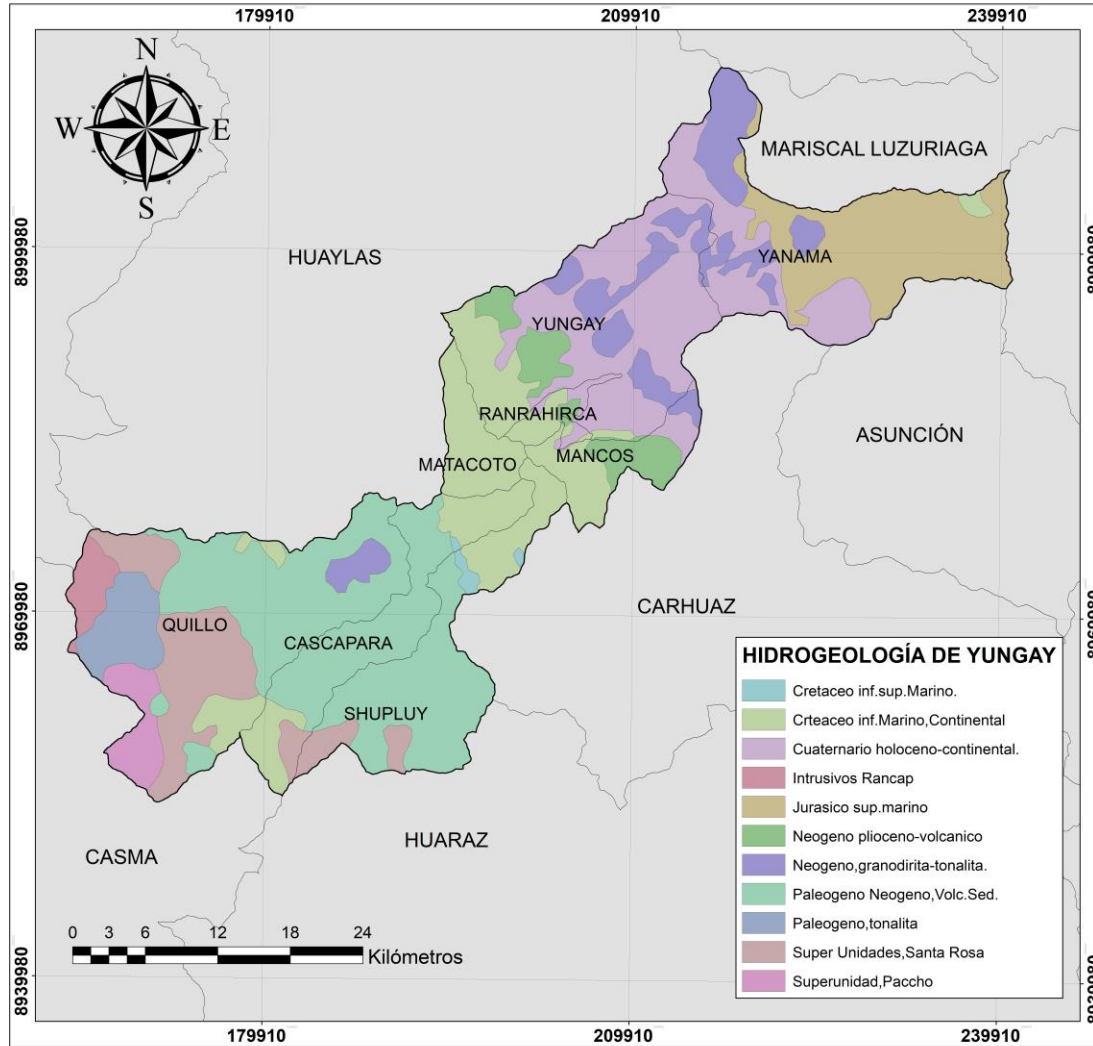 179910 209910 239910
N
W E
S
MARISCAL LUZURIAGA
8999980 8999980
HUAYLAS
YANAMA
YUNGAY
RANRAHIRCA
ASUNCIÓN
MATACOTO MANCOS
CARHUAZ
8969980 8969980
QUILLO
CASCAPARA
SHUPLUY
HUARAZ
CASMA
HIDROGEOLOGÍA DE YUNGAY
Cretaceo inf.sup.Marino.
Crteaceo inf.Marino,Continental
Cuaternario holoceno-continental.
Intrusivos Rancap
Jurasico sup.marino
Neogeno plioceno-volcanico
Neogeno,granodirita-tonalita.
Paleogeno Neogeno,Volc.Sed.
Paleogeno,tonalita
Super Unidades,Santa Rosa
Superunidad,Paccho
0 3 6 12 18 24
Kilómetros
8939980 8939980
179910 209910 239910